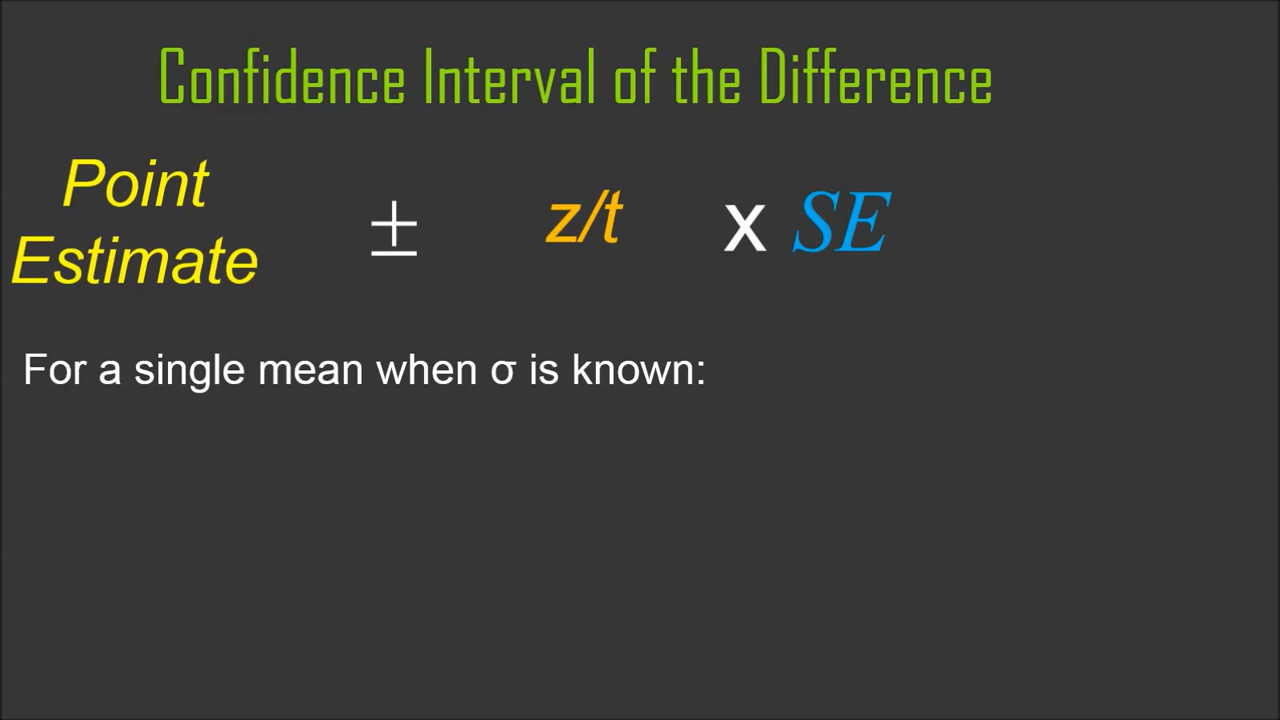 Confidence Interval of the Difference
Point
Estimate
± z/t x SE
For a single mean when σ is known: